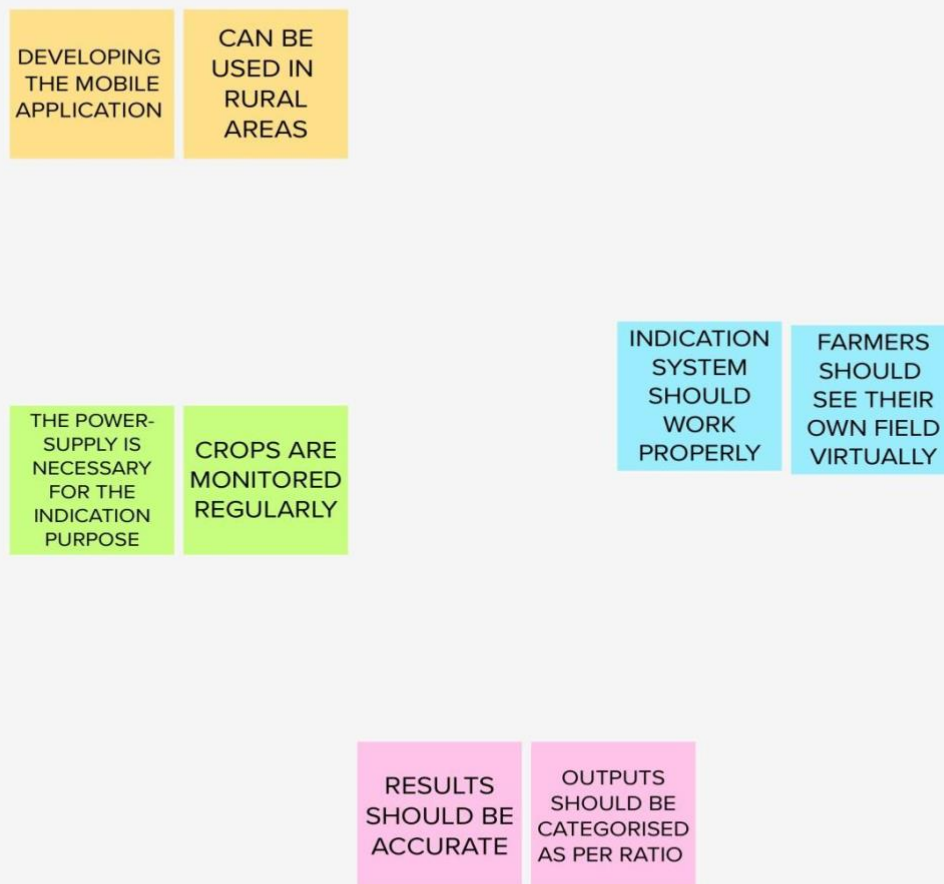 DEVELOPING
THE MOBILE
APPLICATION
CAN BE
USED IN
RURAL
AREAS
INDICATION
SYSTEM
SHOULD
WORK
PROPERLY
FARMERS
SHOULD
SEE THEIR
OWN FIELD
VIRTUALLY
THE POWER-
SUPPLY IS
NECESSARY
FOR THE
INDICATION
PURPOSE
CROPS ARE
MONITORED
REGULARLY
RESULTS
SHOULD BE
ACCURATE
OUTPUTS
SHOULD BE
CATEGORISED
AS PER RATIO